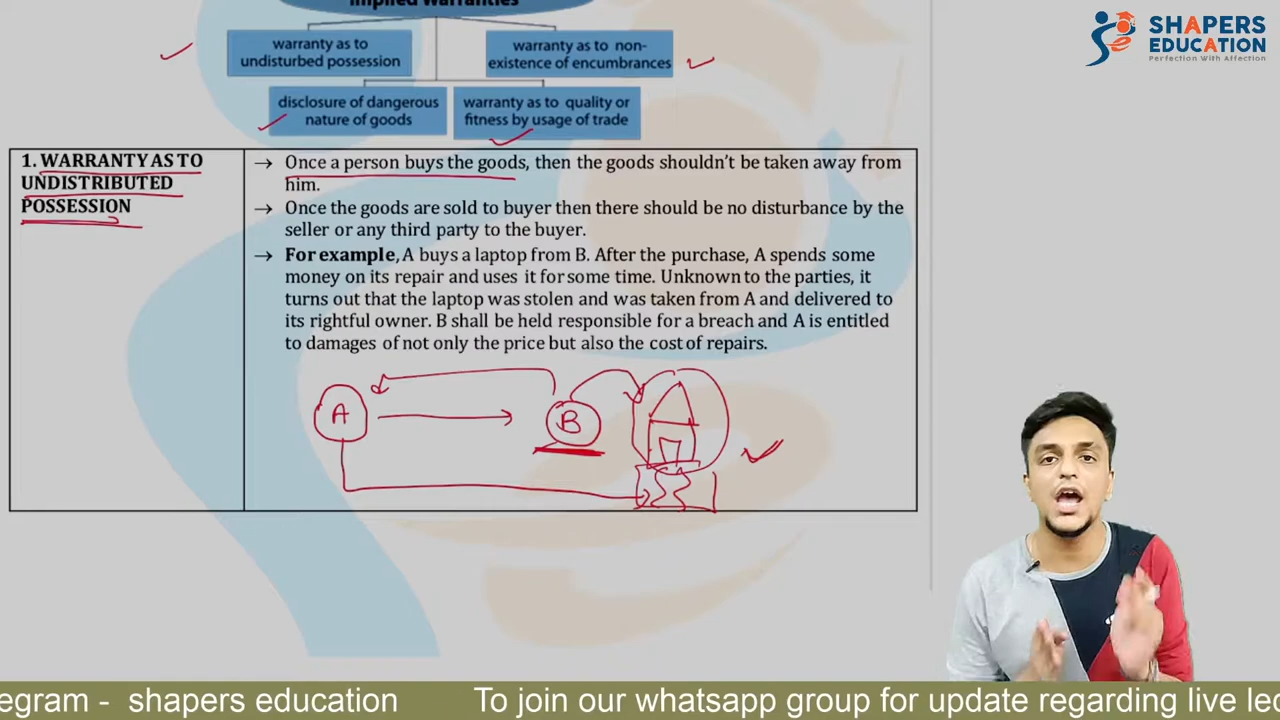 Implied Warranties
SHAPERS
EDUCATION
Perfection With Affection
warranty as to
undisturbed possession
warranty as to non-
existence of encumbrances
disclosure of dangerous
nature of goods
warranty as to quality or
fitness by usage of trade
1. WARRANTY AS TO
UNDISTRIBUTED
POSSESSION
→ Once a person buys the goods, then the goods shouldn't be taken away from
him.
→ Once the goods are sold to buyer then there should be no disturbance by the
seller or any third party to the buyer.
→ For example, A buys a laptop from B. After the purchase, A spends some
money on its repair and uses it for some time. Unknown to the parties, it
turns out that the laptop was stolen and was taken from A and delivered to
its rightful owner. B shall be held responsible for a breach and A is entitled
to damages of not only the price but also the cost of repairs.
A
B
egram - shapers education To join our whatsapp group for update regarding live lec